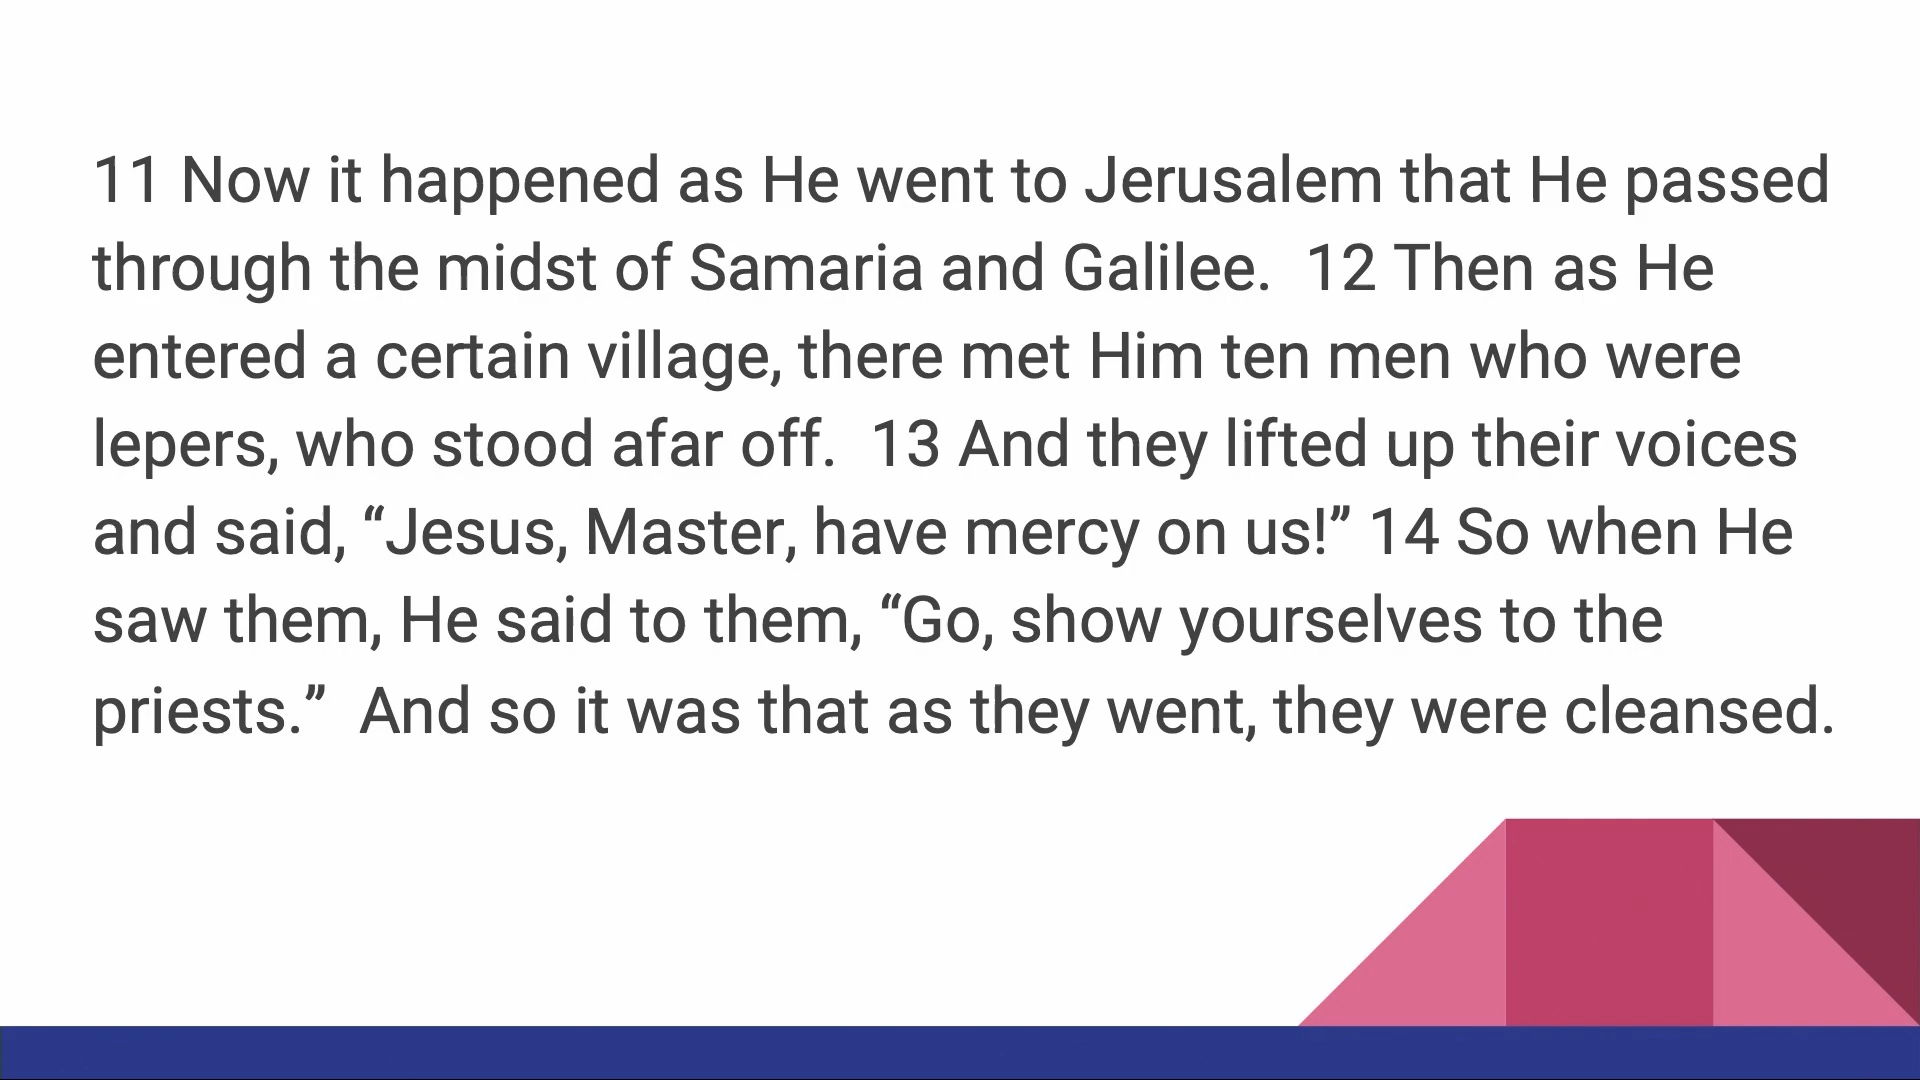 11 Now it happened as He went to Jerusalem that He passed
through the midst of Samaria and Galilee.  12 Then as He
entered a certain village, there met Him ten men who were
lepers, who stood afar off.  13 And they lifted up their voices
and said, “Jesus, Master, have mercy on us!” 14 So when He
saw them, He said to them, “Go, show yourselves to the
priests.”  And so it was that as they went, they were cleansed.